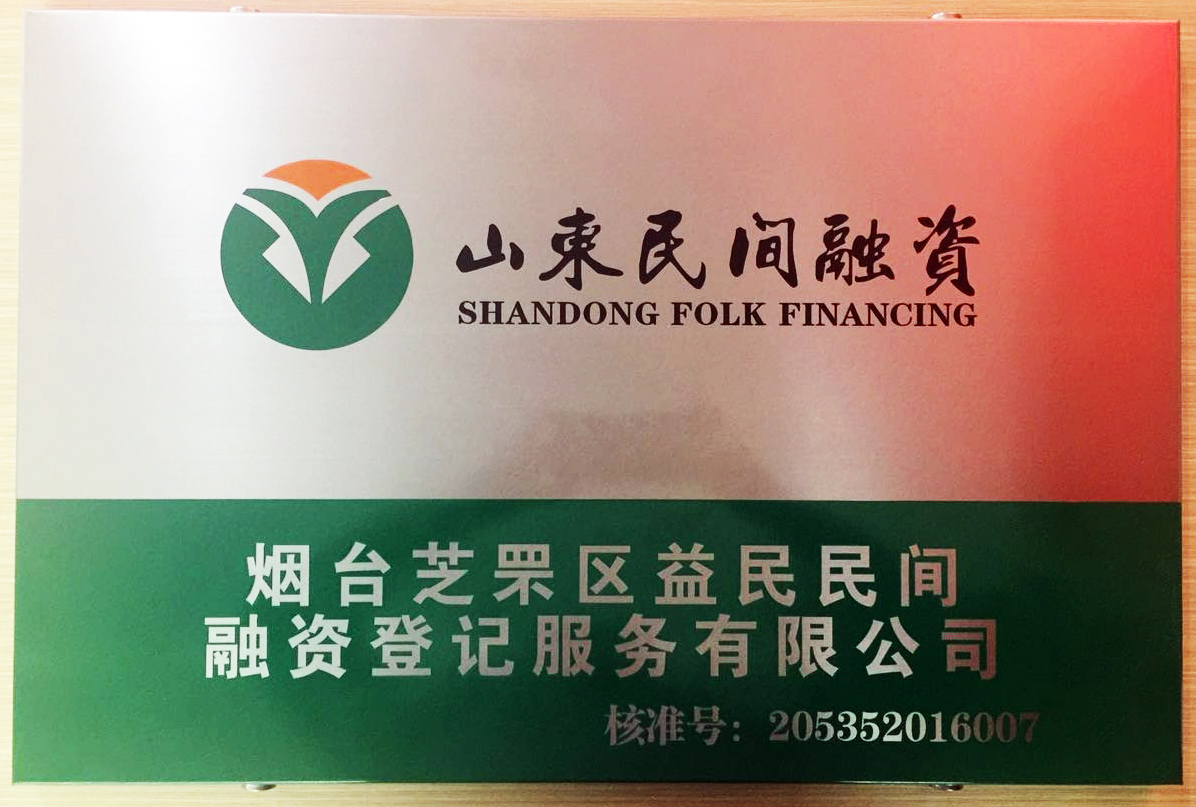 山東民间融資
SHANDONG FOLK FINANCING
烟台芝罘区益民民间
融资登记服务有限公司
核准号：205352016007